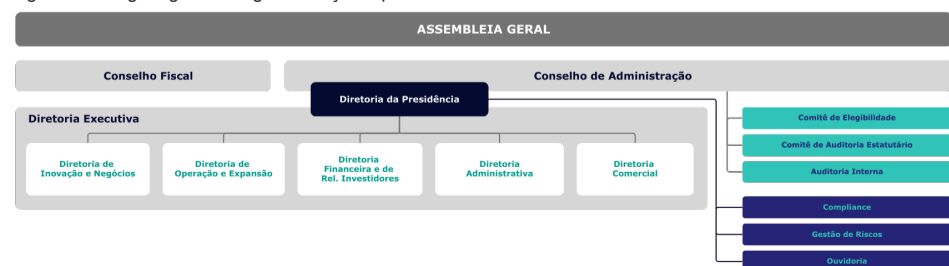 ASSEMBLEIA GERAL
Conselho Fiscal
Conselho de Administração
Diretoria da Presidência
Diretoria Executiva
Diretoria de
Inovação e Negócios
Diretoria de
Operação e Expansão
Diretoria
Financeira e de
Rel. Investidores
Diretoria
Administrativa
Diretoria
Comercial
Comitê de Elegibilidade
Comitê de Auditoria Estatutário
Auditoria Interna
Compliance
Gestão de Riscos
Ouvidoria